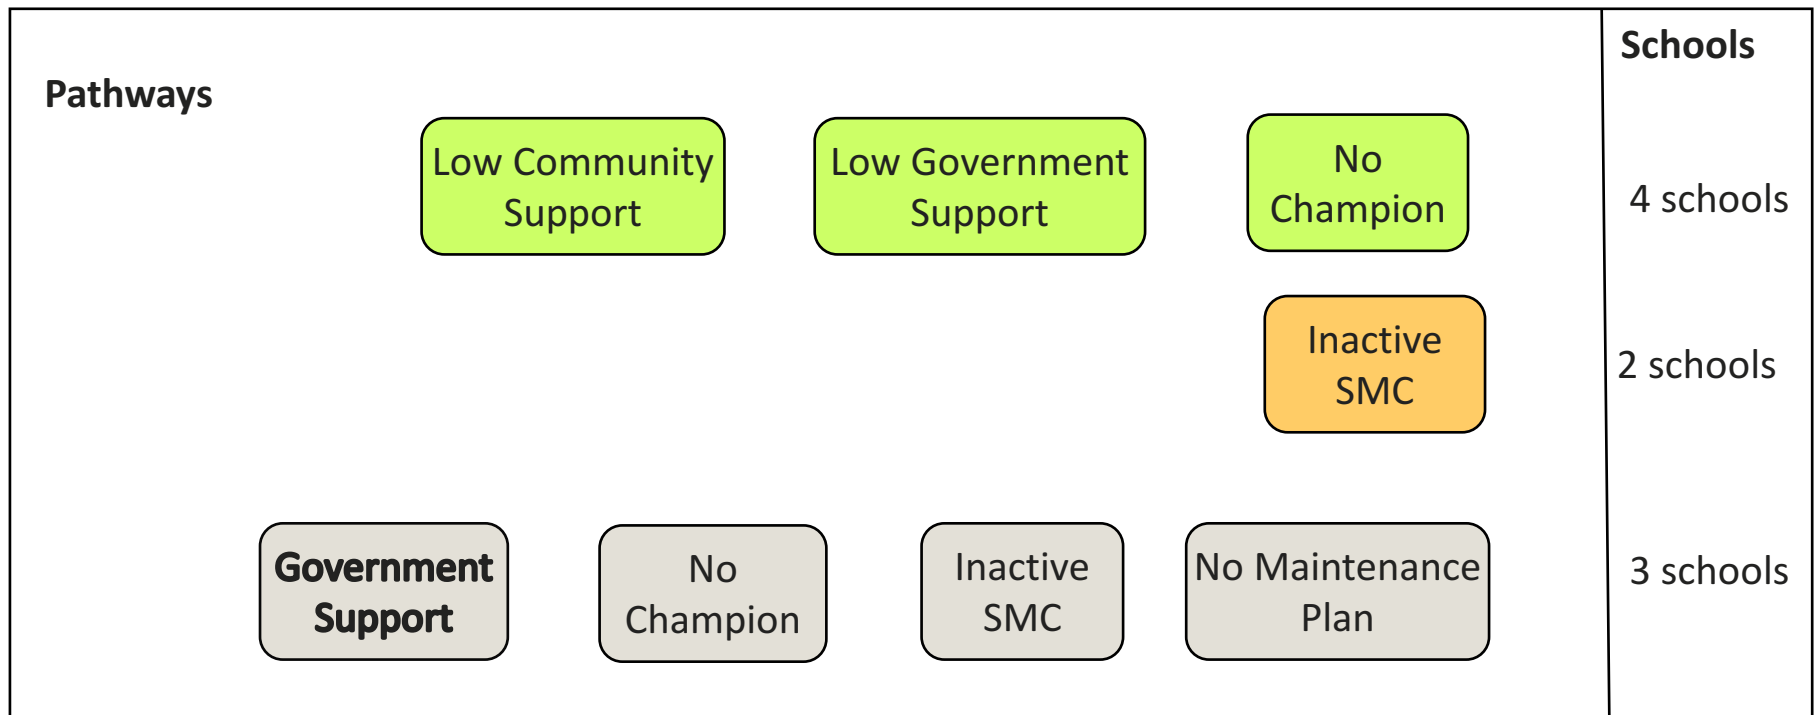 Schools
Pathways
Low Community
Support
Low Government
Support
No
Champion
4 schools
Inactive
SMC
2 schools
Government
Support
No
Champion
Inactive
SMC
No Maintenance
Plan
3 schools